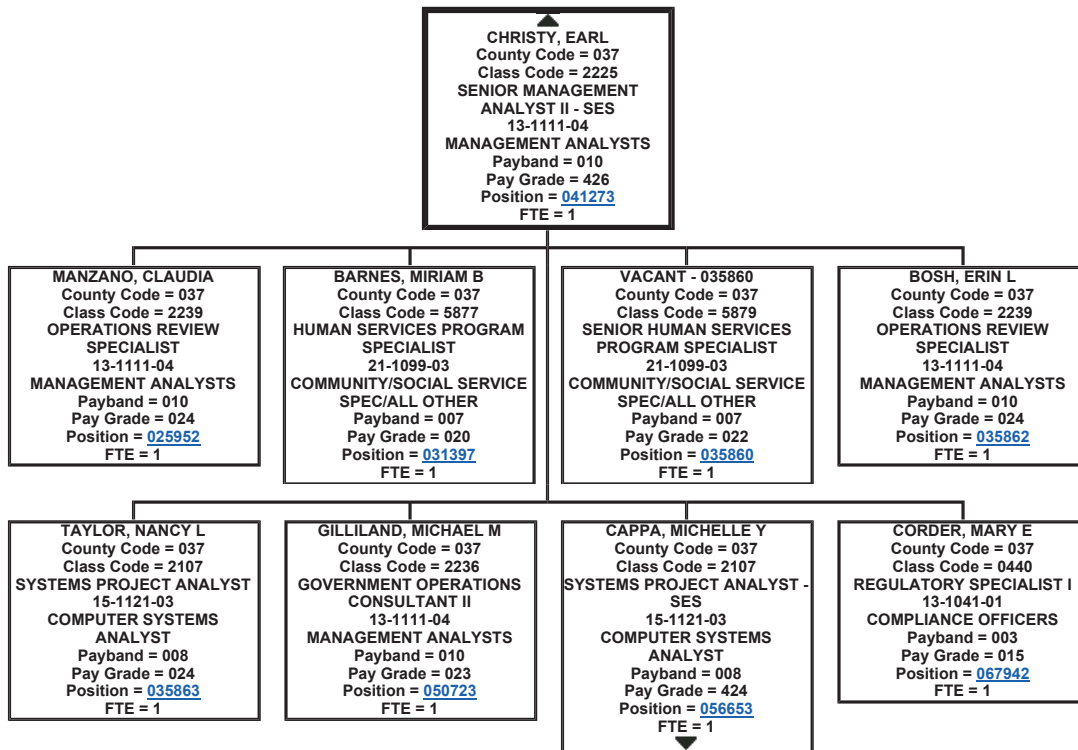 CHRISTY, EARL
County Code = 037
Class Code = 2225
SENIOR MANAGEMENT
ANALYST II - SES
13-1111-04
MANAGEMENT ANALYSTS
Payband = 010
Pay Grade = 426
Position = 041273
FTE = 1
MANZANO, CLAUDIA
County Code = 037
Class Code = 2239
OPERATIONS REVIEW
SPECIALIST
13-1111-04
MANAGEMENT ANALYSTS
Payband = 010
Pay Grade = 024
Position = 025952
FTE = 1
BARNES, MIRIAM B
County Code = 037
Class Code = 5877
HUMAN SERVICES PROGRAM
SPECIALIST
21-1099-03
COMMUNITY/SOCIAL SERVICE
SPEC/ALL OTHER
Payband = 007
Pay Grade = 020
Position = 031397
FTE = 1
VACANT - 035860
County Code = 037
Class Code = 5879
SENIOR HUMAN SERVICES
PROGRAM SPECIALIST
21-1099-03
COMMUNITY/SOCIAL SERVICE
SPEC/ALL OTHER
Payband = 007
Pay Grade = 022
Position = 035860
FTE = 1
BOSH, ERIN L
County Code = 037
Class Code = 2239
OPERATIONS REVIEW
SPECIALIST
13-1111-04
MANAGEMENT ANALYSTS
Payband = 010
Pay Grade = 024
Position = 035862
FTE = 1
TAYLOR, NANCY L
County Code = 037
Class Code = 2107
SYSTEMS PROJECT ANALYST
15-1121-03
COMPUTER SYSTEMS
ANALYST
Payband = 008
Pay Grade = 024
Position = 035863
FTE = 1
GILLILAND, MICHAEL M
County Code = 037
Class Code = 2236
GOVERNMENT OPERATIONS
CONSULTANT II
13-1111-04
MANAGEMENT ANALYSTS
Payband = 010
Pay Grade = 023
Position = 050723
FTE = 1
CAPPA, MICHELLE Y
County Code = 037
Class Code = 2107
SYSTEMS PROJECT ANALYST -
SES
15-1121-03
COMPUTER SYSTEMS
ANALYST
Payband = 008
Pay Grade = 424
Position = 056653
FTE = 1
CORDER, MARY E
County Code = 037
Class Code = 0440
REGULATORY SPECIALIST I
13-1041-01
COMPLIANCE OFFICERS
Payband = 003
Pay Grade = 015
Position = 067942
FTE = 1